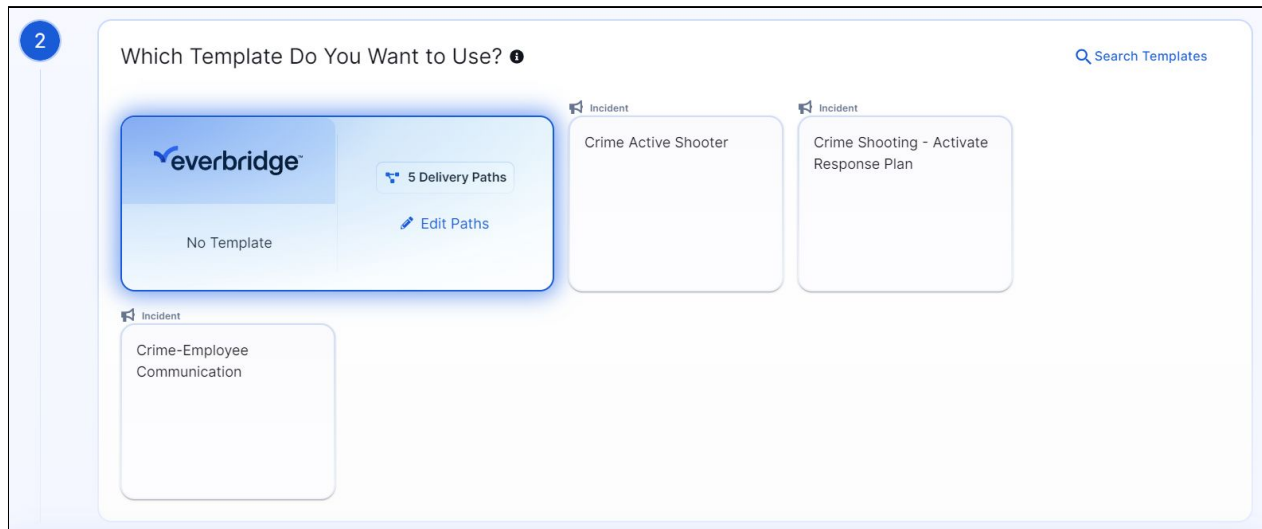 2
Which Template Do You Want to Use?
Search Templates
everbridge™
No Template
5 Delivery Paths
Edit Paths
Incident
Crime Active Shooter
Incident
Crime Shooting - Activate
Response Plan
Incident
Crime-Employee
Communication